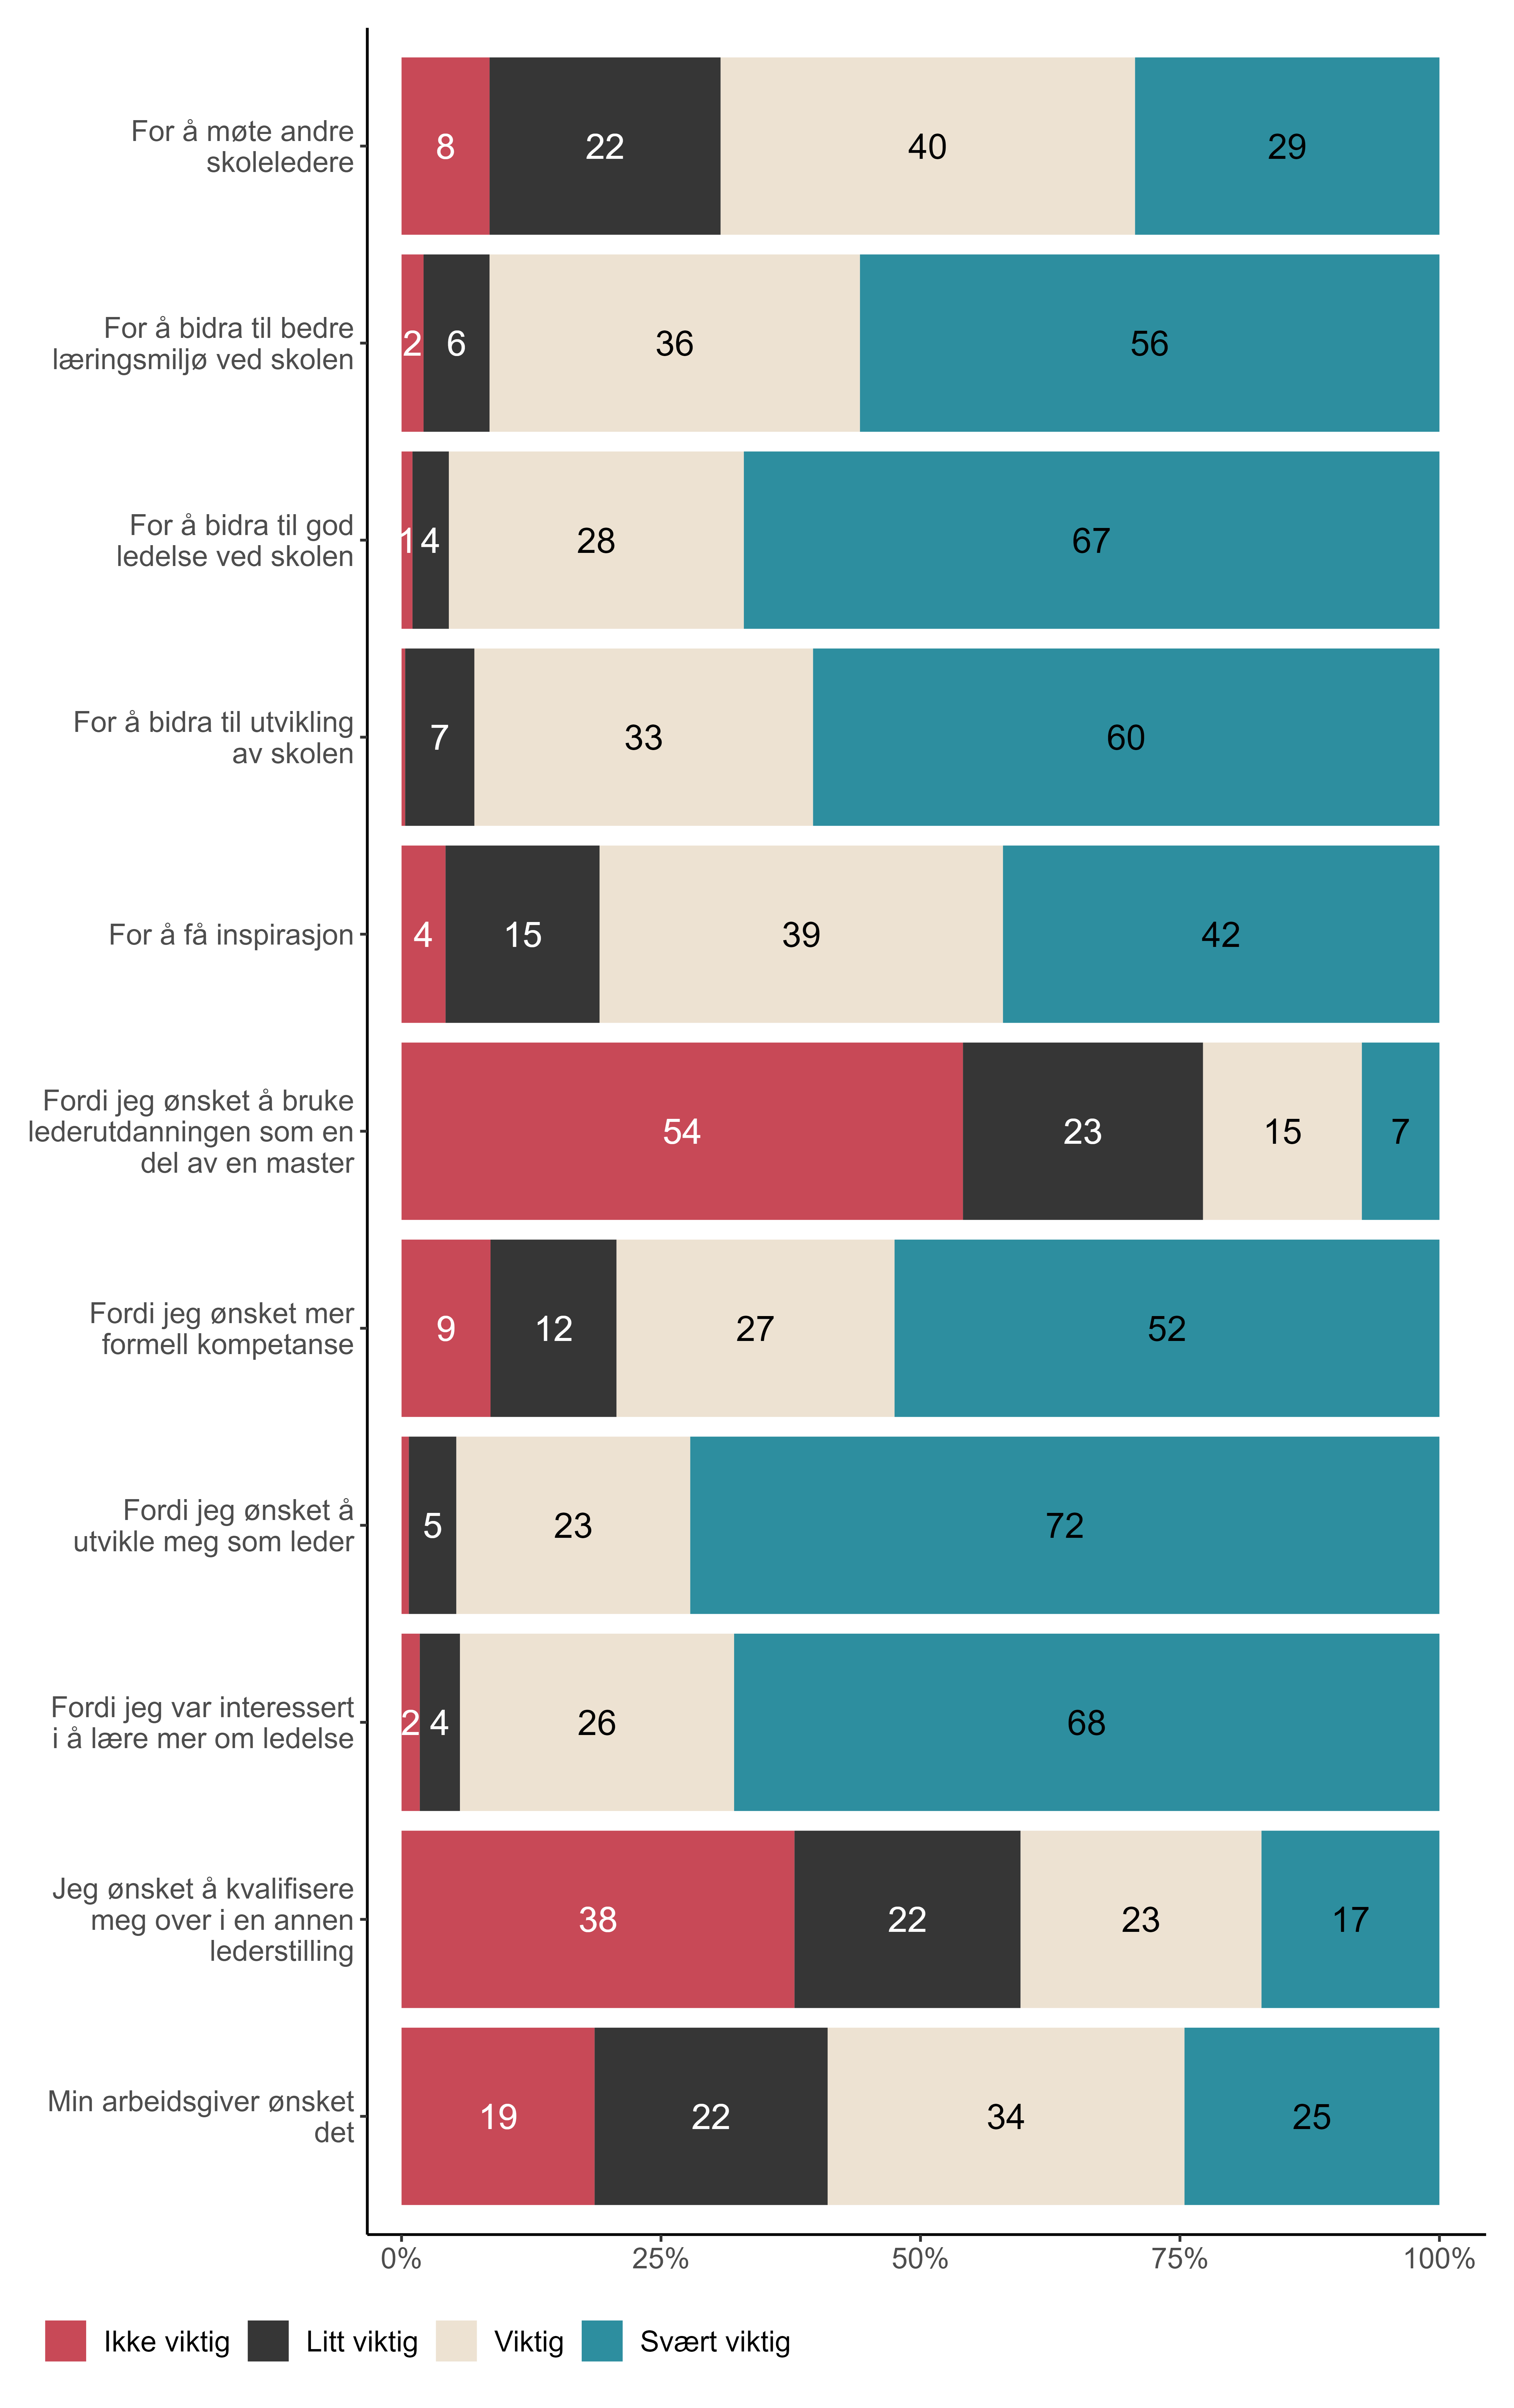 For å møte andre
skoleledere
8 22 40 29
For å bidra til bedre
læringsmiljø ved skolen
2 6 36 56
For å bidra til god
ledelse ved skolen
1 4 28 67
For å bidra til utvikling
av skolen
7 33 60
For å få inspirasjon
4 15 39 42
Fordi jeg ønsket å bruke
lederutdanningen som en
del av en master
54 23 15 7
Fordi jeg ønsket mer
formell kompetanse
9 12 27 52
Fordi jeg ønsket å
utvikle meg som leder
5 23 72
Fordi jeg var interessert
i å lære mer om ledelse
2 4 26 68
Jeg ønsket å kvalifisere
meg over i en annen
lederstilling
38 22 23 17
Min arbeidsgiver ønsket
det
19 22 34 25
0% 25% 50% 75% 100%
Ikke viktig Litt viktig Viktig Svært viktig